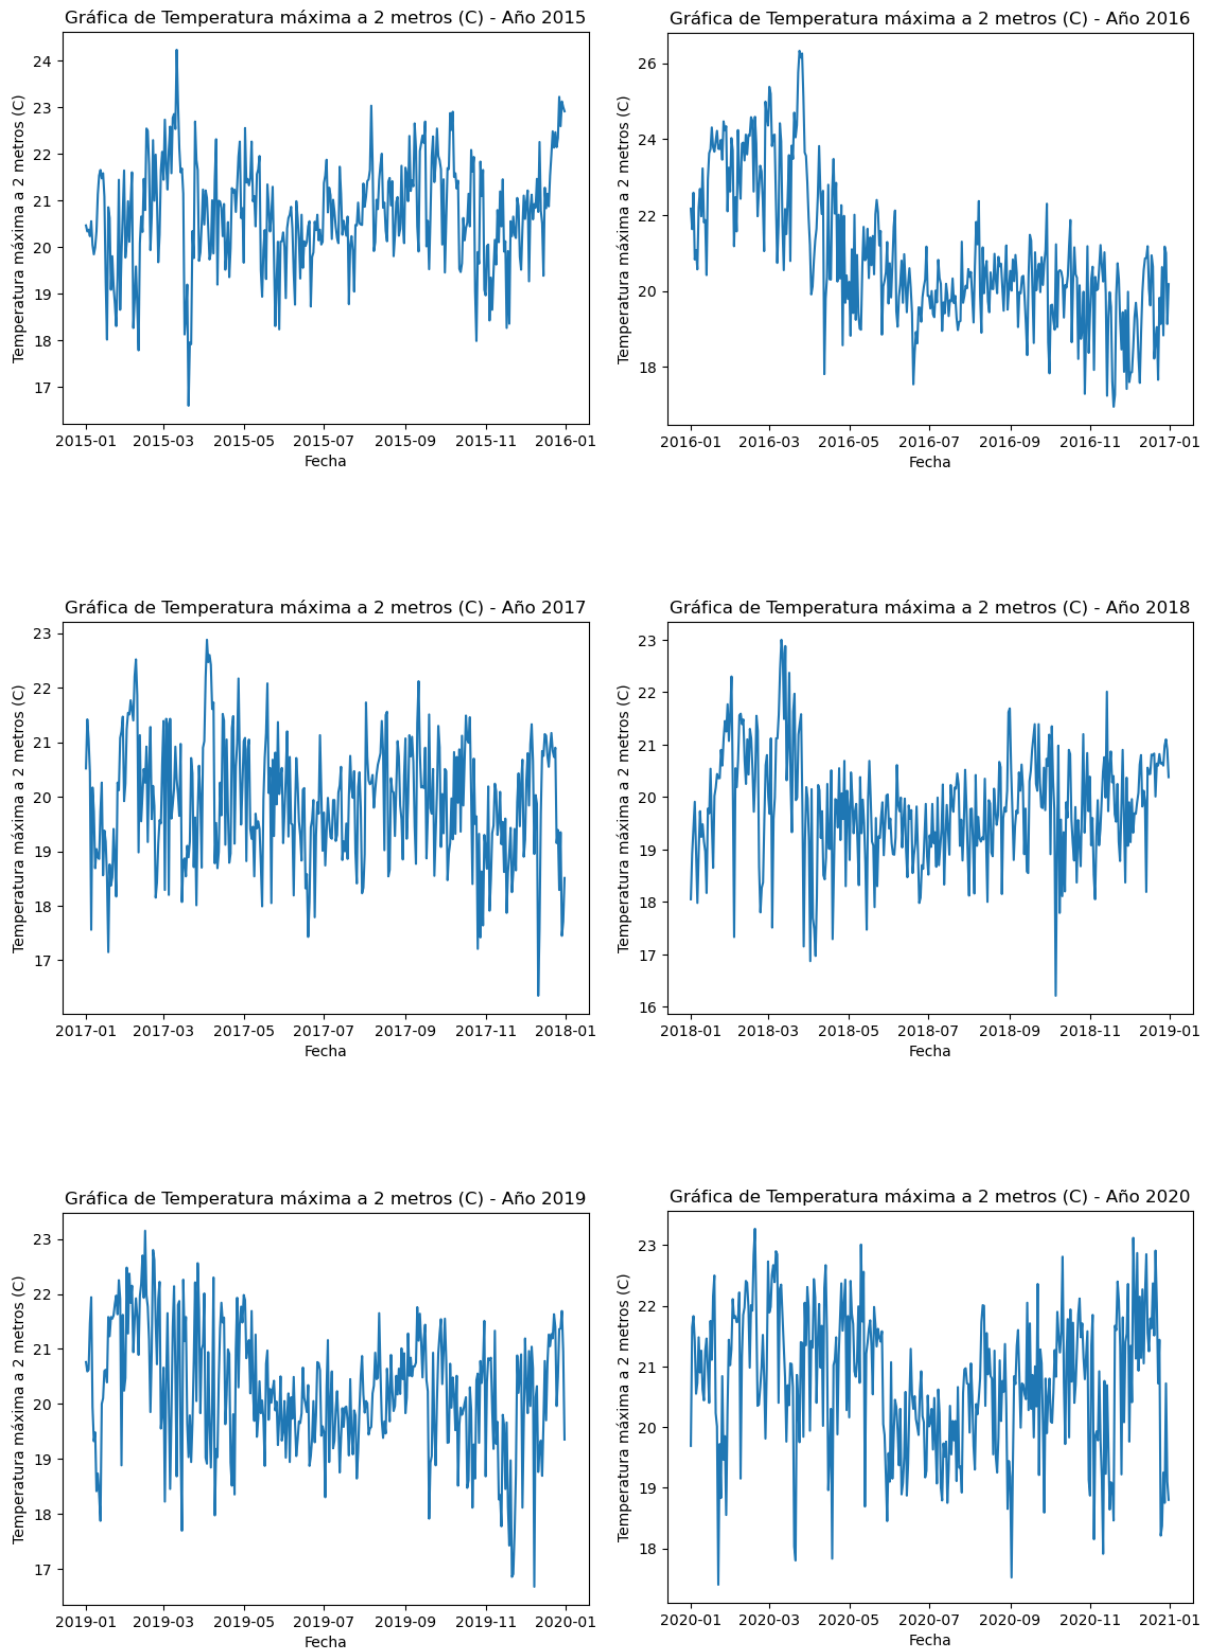 Gráfica de Temperatura máxima a 2 metros (C) - Año 2015
Temperatura máxima a 2 metros (C)
24
23
22
21
20
19
18
17
2015-01 2015-03 2015-05 2015-07 2015-09 2015-11 2016-01
Fecha
Gráfica de Temperatura máxima a 2 metros (C) - Año 2016
Temperatura máxima a 2 metros (C)
26
24
22
20
18
2016-01 2016-03 2016-05 2016-07 2016-09 2016-11 2017-01
Fecha
Gráfica de Temperatura máxima a 2 metros (C) - Año 2017
Temperatura máxima a 2 metros (C)
23
22
21
20
19
18
17
2017-01 2017-03 2017-05 2017-07 2017-09 2017-11 2018-01
Fecha
Gráfica de Temperatura máxima a 2 metros (C) - Año 2018
Temperatura máxima a 2 metros (C)
23
22
21
20
19
18
17
16
2018-01 2018-03 2018-05 2018-07 2018-09 2018-11 2019-01
Fecha
Gráfica de Temperatura máxima a 2 metros (C) - Año 2019
Temperatura máxima a 2 metros (C)
23
22
21
20
19
18
17
2019-01 2019-03 2019-05 2019-07 2019-09 2019-11 2020-01
Fecha
Gráfica de Temperatura máxima a 2 metros (C) - Año 2020
Temperatura máxima a 2 metros (C)
23
22
21
20
19
18
2020-01 2020-03 2020-05 2020-07 2020-09 2020-11 2021-01
Fecha